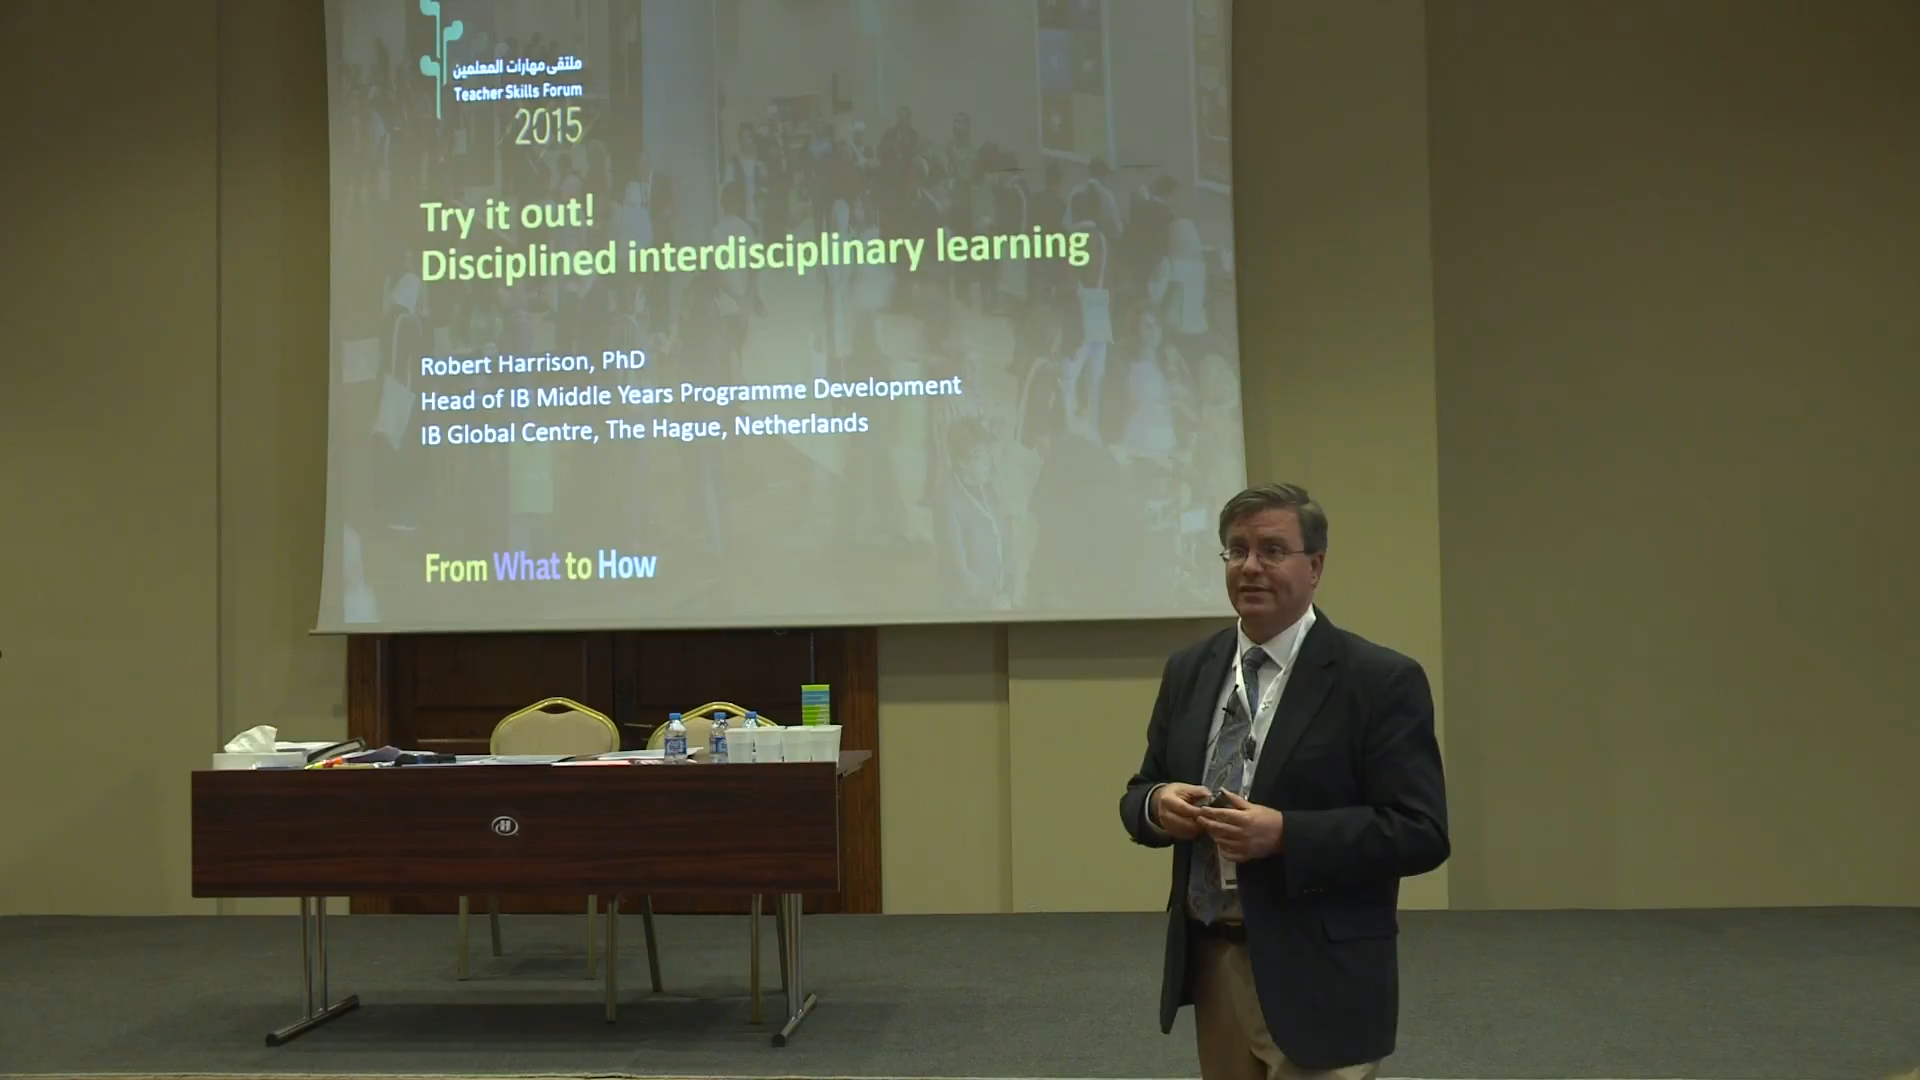 ملتقى مهارات المعلمين
Teacher Skills Forum
2015
Try it out!
Disciplined interdisciplinary learning
Robert Harrison, PhD
Head of IB Middle Years Programme Development
IB Global Centre, The Hague, Netherlands
From What to How